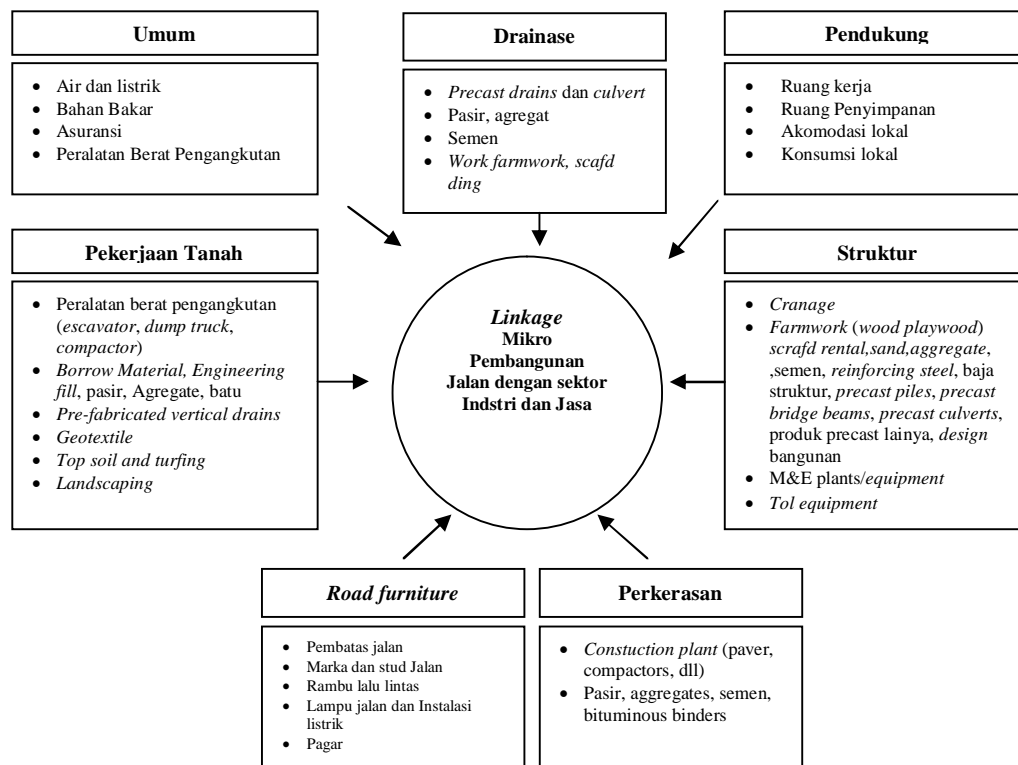 Umum
Air dan listrik
Bahan Bakar
Asuransi
Peralatan Berat Pengangkutan
Drainase
Precast drains dan culvert
Pasir, agregat
Semen
Work farmwork, scafd
ding
Pendukung
Ruang kerja
Ruang Penyimpanan
Akomodasi lokal
Konsumsi lokal
Pekerjaan Tanah
Peralatan berat pengangkutan
(escavator, dump truck,
compactor)
Borrow Material, Engineering
fill, pasir, Agregate, batu
Pre-fabricated vertical drains
Geotextile
Top soil and turfing
Landscaping
Linkage
Mikro
Pembangunan
Jalan dengan sektor
Indstri dan Jasa
Struktur
Cranage
Farmwork (wood playwood)
scrafd rental,sand,aggregate,
,semen, reinforcing steel, baja
struktur, precast piles, precast
bridge beams, precast culverts,
produk precast lainya, design
bangunan
M&E plants/equipment
Tol equipment
Road furniture
Pembatas jalan
Marka dan stud Jalan
Rambu lalu lintas
Lampu jalan dan Instalasi
listrik
Pagar
Perkerasan
Constuction plant (paver,
compactors, dll)
Pasir, aggregates, semen,
bituminous binders